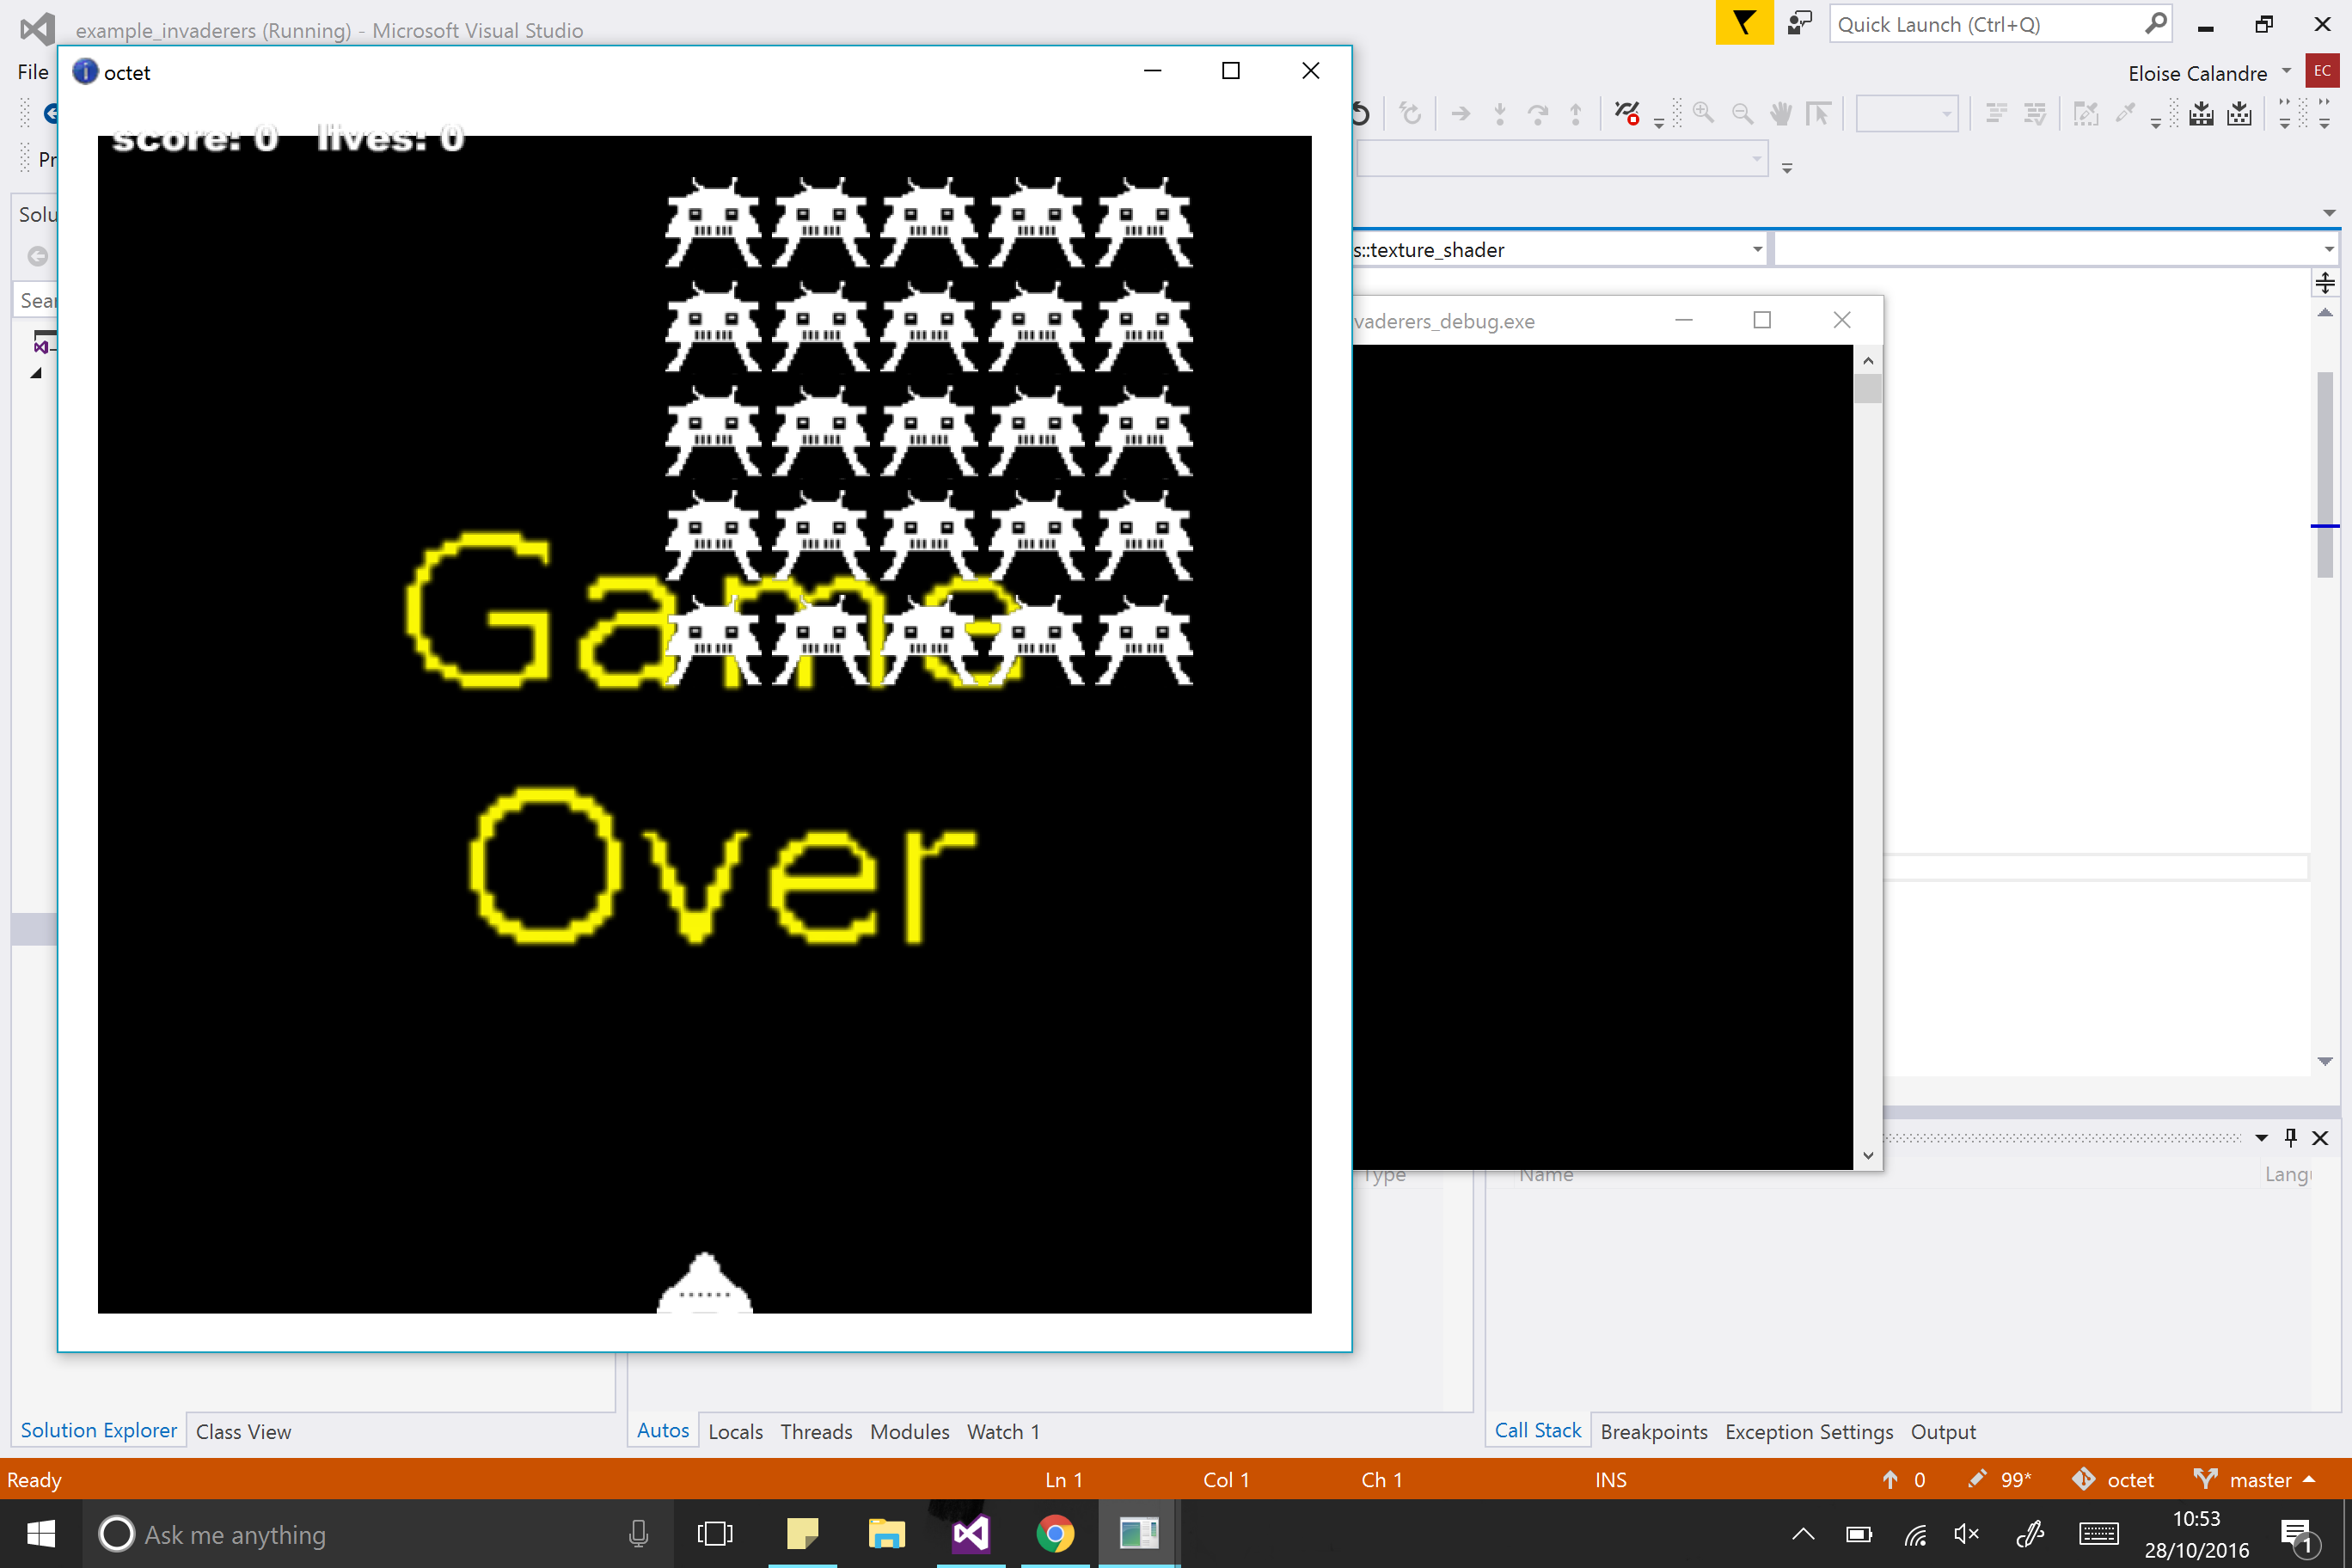 example_invaderers (Running) - Microsoft Visual Studio
Quick Launch (Ctrl+Q)
File
octet
Eloise Calandre
EC
score: 0 lives: 0
Pr
Solu
s::texture_shader
Sear
vaderers_debug.exe
Game
Over
Type
Name
Langu
Solution Explorer
Class View
Autos
Locals
Threads
Modules
Watch 1
Call Stack
Breakpoints
Exception Settings
Output
Ready
Ln 1
Col 1
Ch 1
INS
0
99*
octet
master
Ask me anything
10:53
28/10/2016
1